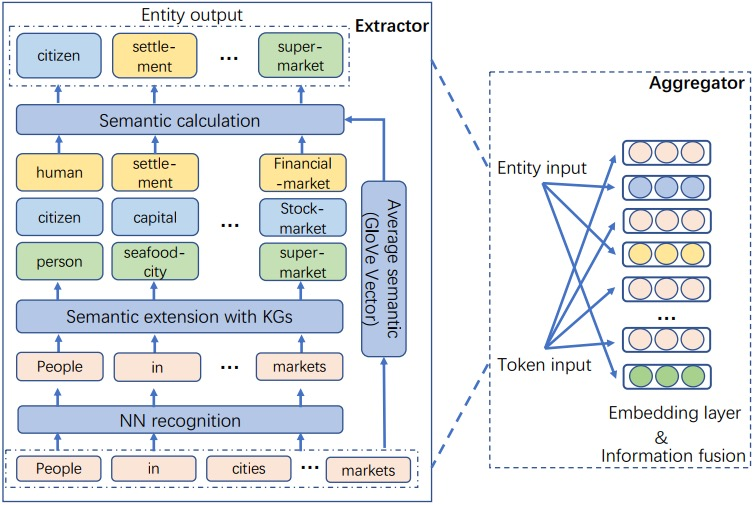 Entity output
Extractor
citizen
settle-
ment
...
super-
market
Semantic calculation
human
settle-
ment
Financial
-market
citizen
capital
...
Stock-
market
person
seafood-
city
super-
market
Semantic extension with KGs
People
in
...
markets
NN recognition
People
in
cities
...
markets
Average semantic
(GloVe Vector)
Aggregator
Entity input
Token input
...
Embedding layer
&
Information fusion